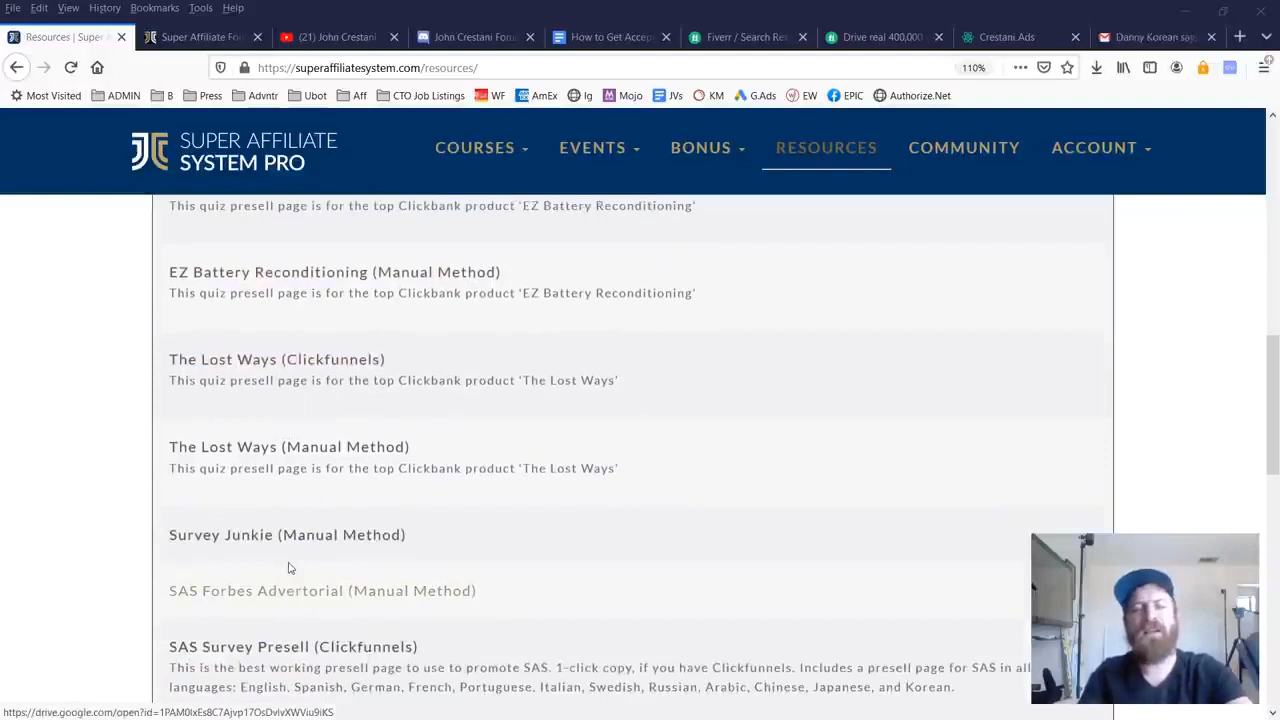 File Edit View History Bookmarks Tools Help
Resources | Super A
Super Affiliate Fo
(21) John Crestani
John Crestani Foru
How to Get Accep
Fiverr / Search Re
Drive real 400,000
Crestani.Ads
Danny Korean say
https://superaffiliatesystem.com/resources/
110%
Most Visited ADMIN B Press Advntr Ubot Aff CTO Job Listings WF AmEx Ig Mojo JVs KM G.Ads EW EPIC Authorize.Net
SUPER AFFILIATE
SYSTEM PRO
COURSES EVENTS BONUS RESOURCES COMMUNITY ACCOUNT
This quiz presell page is for the top Clickbank product 'EZ Battery Reconditioning'
EZ Battery Reconditioning (Manual Method)
This quiz presell page is for the top Clickbank product 'EZ Battery Reconditioning'
The Lost Ways (Clickfunnels)
This quiz presell page is for the top Clickbank product 'The Lost Ways'
The Lost Ways (Manual Method)
This quiz presell page is for the top Clickbank product 'The Lost Ways'
Survey Junkie (Manual Method)
SAS Forbes Advertorial (Manual Method)
SAS Survey Presell (Clickfunnels)
This is the best working presell page to use to promote SAS. 1-click copy, if you have Clickfunnels. Includes a presell page for SAS in all
languages: English, Spanish, German, French, Portuguese, Italian, Swedish, Russian, Arabic, Chinese, Japanese, and Korean.